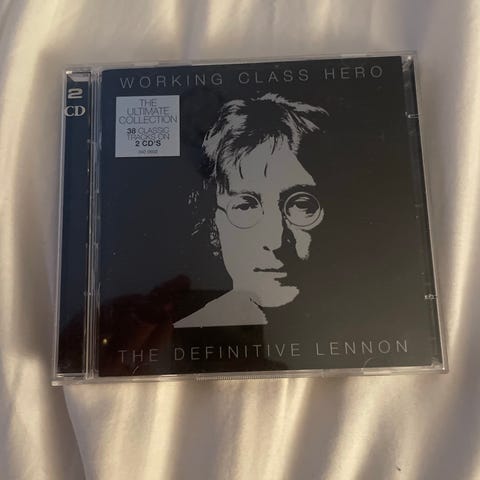 WORKING CLASS HERO
2
CD
THE
ULTIMATE
COLLECTION
38 CLASSIC
TRACKS ON
2 CD'S
THE DEFINITIVE LENNON